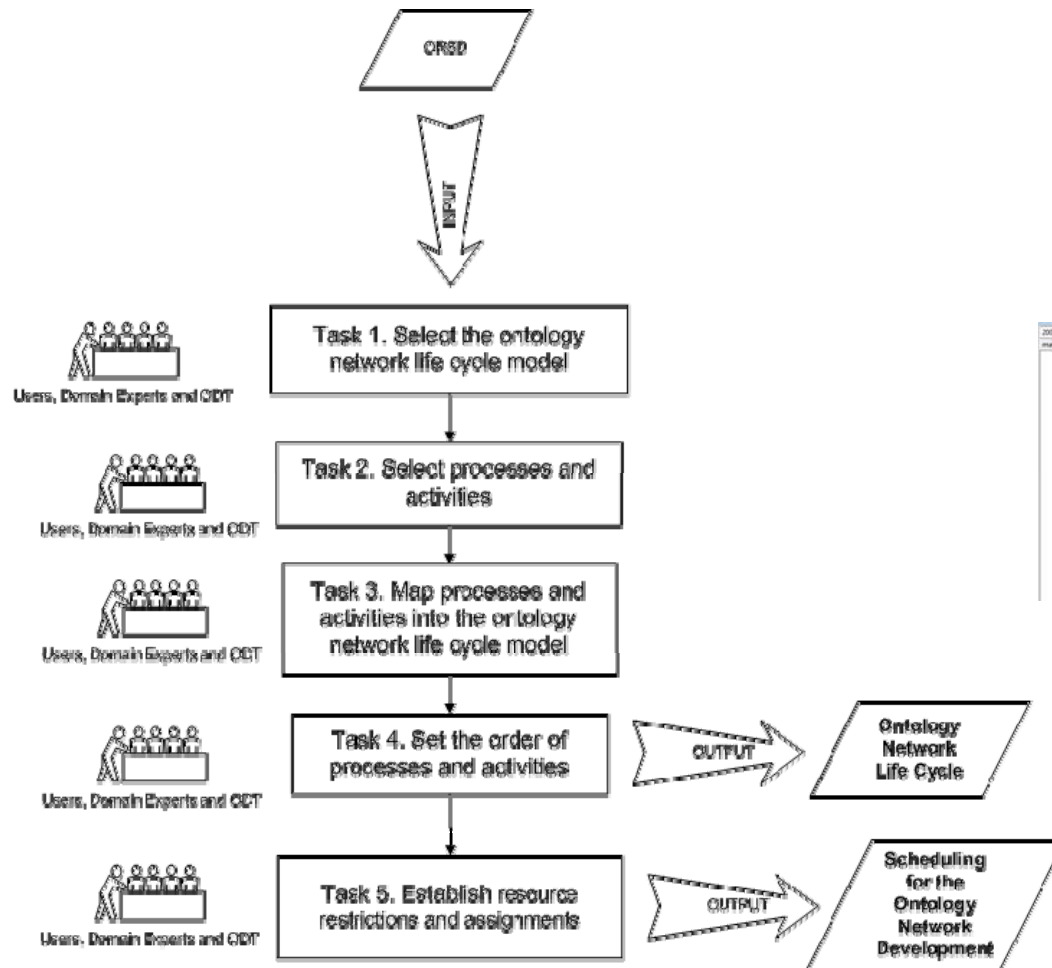 ORSD
INPUT
Task 1. Select the ontology
network life cycle model
Users, Domain Experts and ODT
Task 2. Select processes and
activities
Users, Domain Experts and ODT
Task 3. Map processes and
activities into the ontology
network life cycle model
Users, Domain Experts and ODT
Task 4. Set the order of
processes and activities
Users, Domain Experts and ODT
OUTPUT
Ontology
Network
Life Cycle
Task 5. Establish resource
restrictions and assignments
Users, Domain Experts and ODT
OUTPUT
Scheduling
for the
Ontology
Network
Development